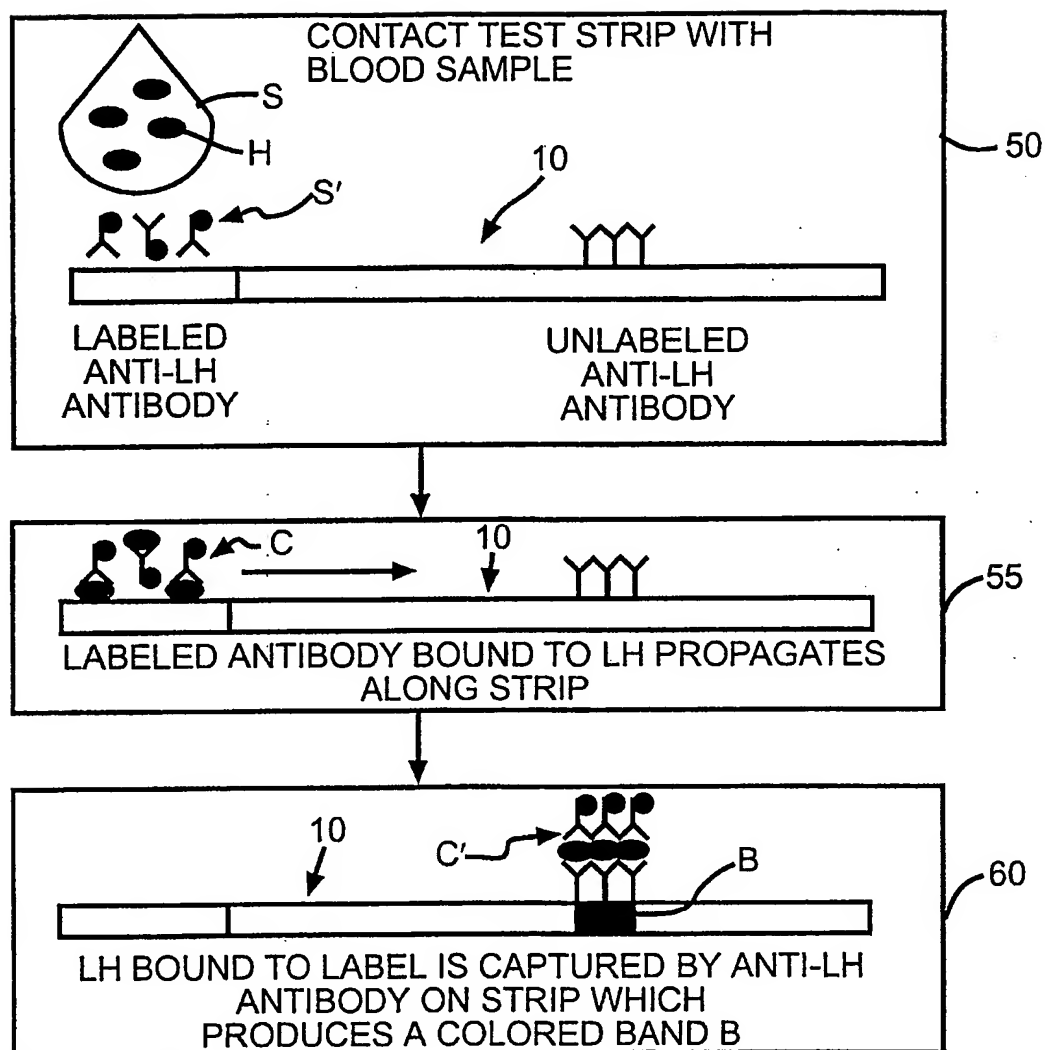 CONTACT TEST STRIP WITH
BLOOD SAMPLE
S
H
50
10
S'
LABELED
ANTI-LH
ANTIBODY
UNLABELED
ANTI-LH
ANTIBODY
C
10
55
LABELED ANTIBODY BOUND TO LH PROPAGATES
ALONG STRIP
10
C'
B
60
LH BOUND TO LABEL IS CAPTURED BY ANTI-LH
ANTIBODY ON STRIP WHICH
PRODUCES A COLORED BAND B